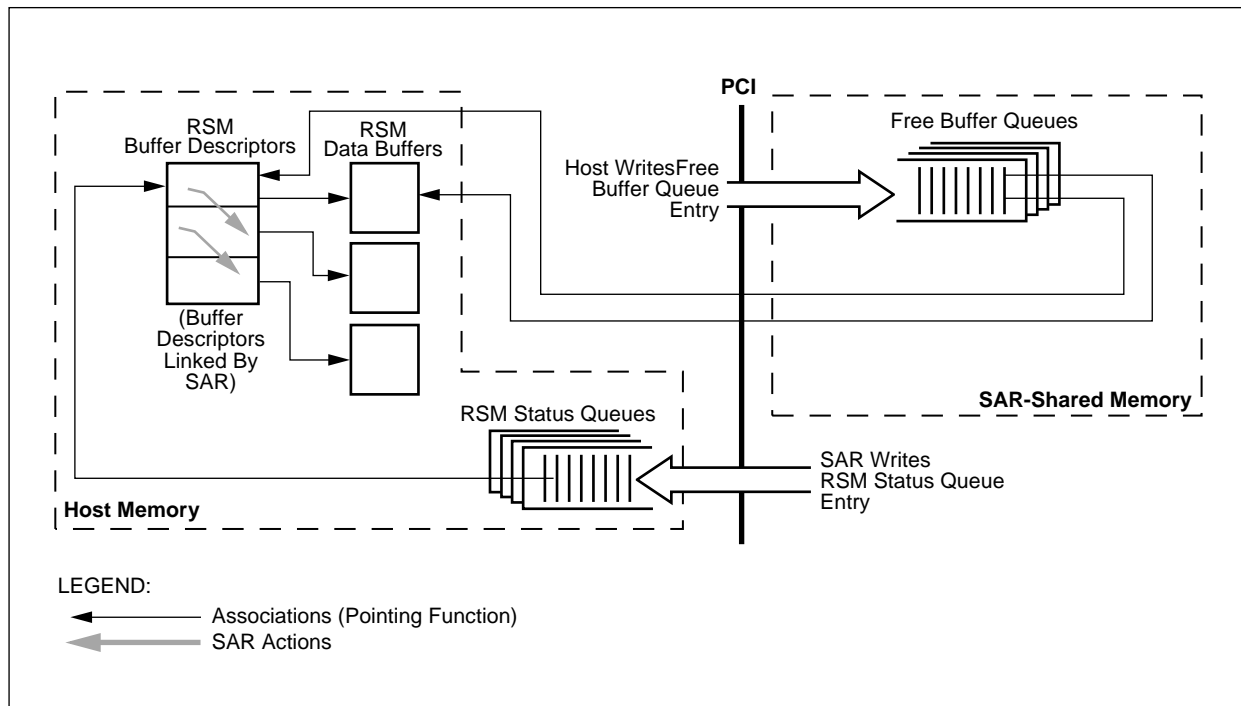 PCI
RSM
Buffer Descriptors
RSM
Data Buffers
Free Buffer Queues
Host WritesFree
Buffer Queue
Entry
(Buffer
Descriptors
Linked By
SAR)
SAR-Shared Memory
RSM Status Queues
SAR Writes
RSM Status Queue
Entry
Host Memory
LEGEND:
Associations (Pointing Function)
SAR Actions